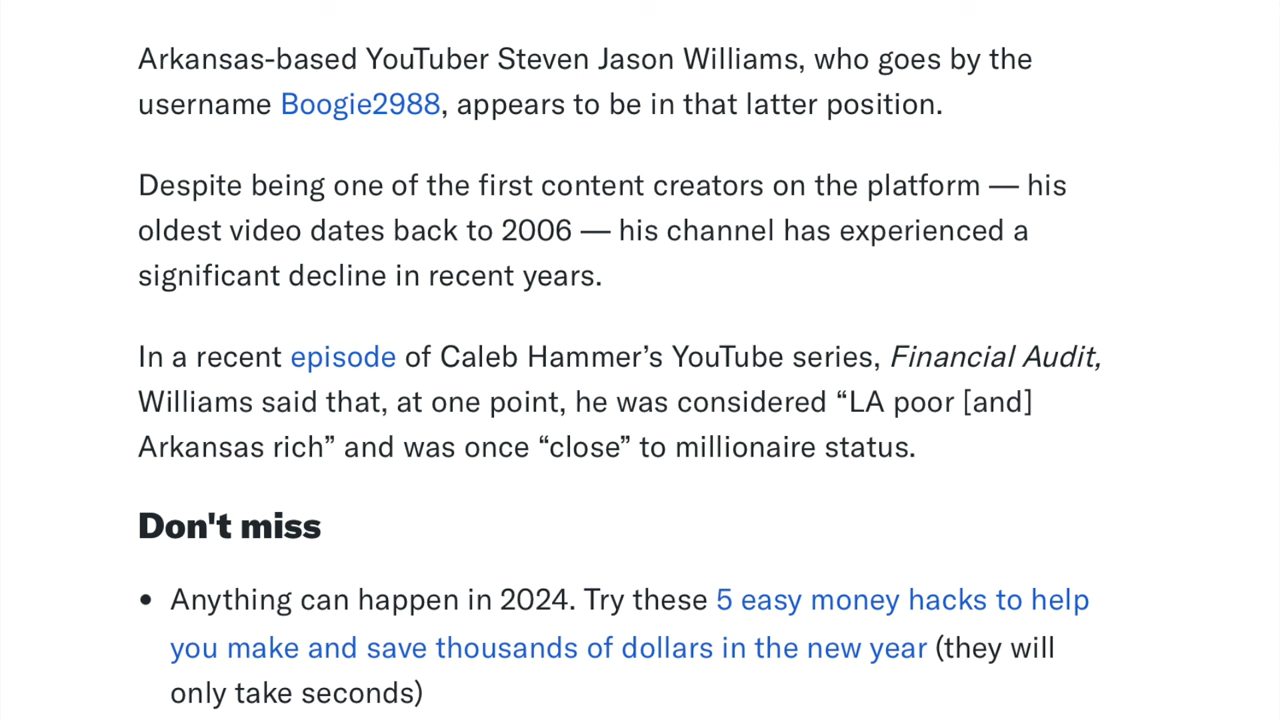 Arkansas-based YouTuber Steven Jason Williams, who goes by the
username Boogie2988, appears to be in that latter position.
Despite being one of the first content creators on the platform — his
oldest video dates back to 2006 — his channel has experienced a
significant decline in recent years.
In a recent episode of Caleb Hammer’s YouTube series, Financial Audit,
Williams said that, at one point, he was considered “LA poor [and]
Arkansas rich” and was once “close” to millionaire status.
Don't miss
• Anything can happen in 2024. Try these 5 easy money hacks to help
you make and save thousands of dollars in the new year (they will
only take seconds)